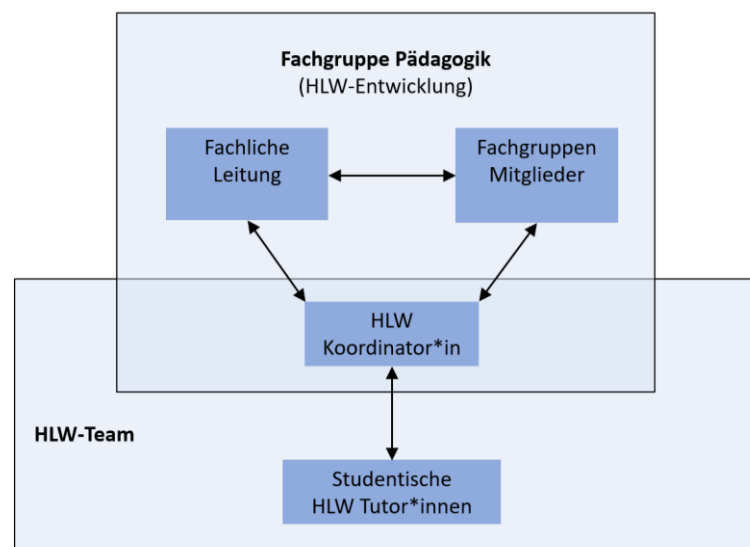 Fachgruppe Pädagogik
(HLW-Entwicklung)
Fachliche
Leitung
Fachgruppen
Mitglieder
HLW
Koordinator*in
HLW-Team
Studentische
HLW Tutor*innen